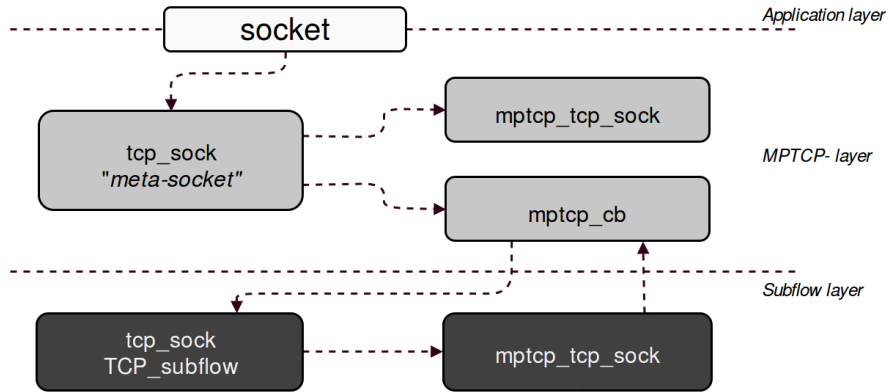 Application layer
socket
mptcp_tcp_sock
tcp_sock
"meta-socket"
MPTCP- layer
mptcp_cb
Subflow layer
tcp_sock
TCP_subflow
mptcp_tcp_sock